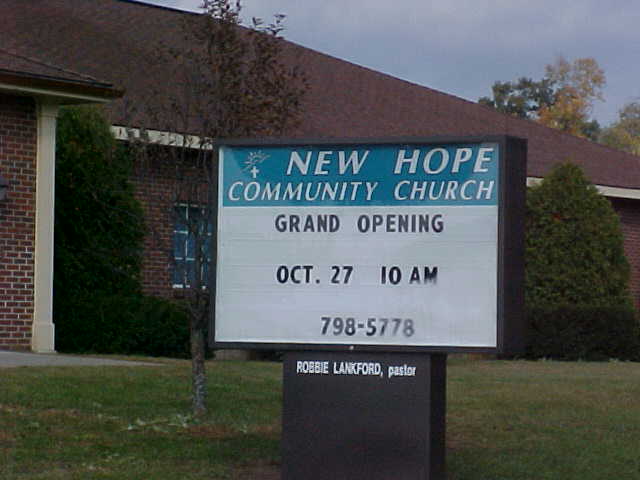 NEW HOPE
COMMUNITY CHURCH
GRAND OPENING
OCT. 27 10 AM
798-5778
ROBBIE LANKFORD, pastor